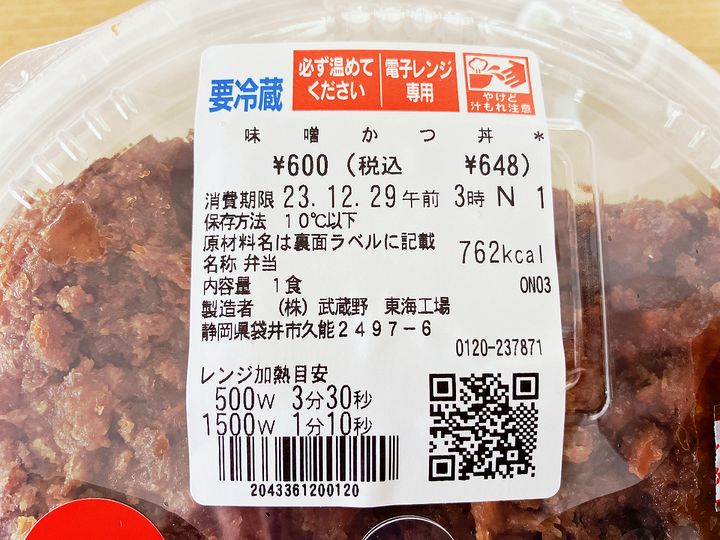 要冷蔵
必ず温めて
ください
電子レンジ
専用
やけど
汁もれ注意
味噌かつ丼*
¥600(税込 ¥648)
消費期限 23.12.29午前 3時 N 1
保存方法 10℃以下
原材料名は裏面ラベルに記載
762kcal
名称 弁当
内容量 1食
0N03
製造者 (株)武蔵野 東海工場
静岡県袋井市久能2497-6
0120-237871
レンジ加熱目安
500W 3分30秒
1500W 1分10秒
2043361200120